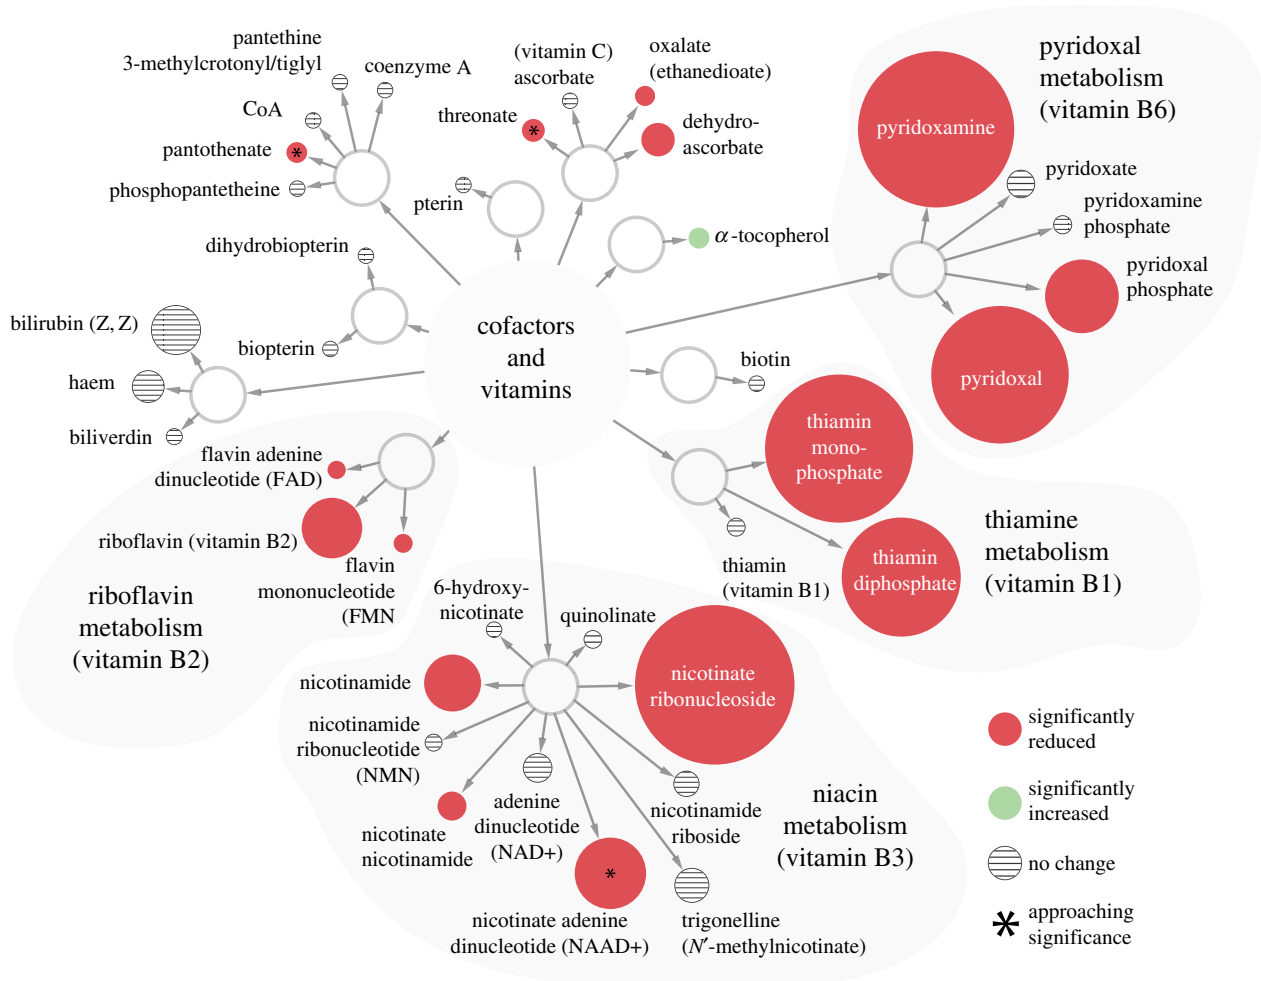 pantethine
3-methylcrotonyl/tiglyl
coenzyme A
CoA
pantothenate
*
phosphopantetheine
(vitamin C)
ascorbate
oxalate
(ethanedioate)
threonate
*
dehydro-
ascorbate
pterin
α-tocopherol
dihydrobiopterin
biopterin
bilirubin (Z, Z)
haem
biliverdin
cofactors
and
vitamins
pyridoxal
metabolism
(vitamin B6)
pyridoxamine
pyridoxate
pyridoxamine
phosphate
pyridoxal
phosphate
pyridoxal
biotin
thiamin
mono-
phosphate
thiamin
diphosphate
thiamin
(vitamin B1)
thiamine
metabolism
(vitamin B1)
flavin adenine
dinucleotide (FAD)
riboflavin (vitamin B2)
flavin
mononucleotide
(FMN
riboflavin
metabolism
(vitamin B2)
6-hydroxy-
nicotinate
quinolinate
nicotinamide
nicotinate
ribonucleoside
nicotinamide
ribonucleotide
(NMN)
nicotinate
nicotinamide
adenine
dinucleotide
(NAD+)
nicotinamide
riboside
*
nicotinate adenine
dinucleotide (NAAD+)
trigonelline
(N′-methylnicotinate)
niacin
metabolism
(vitamin B3)
significantly
reduced
significantly
increased
no change
* approaching
significance